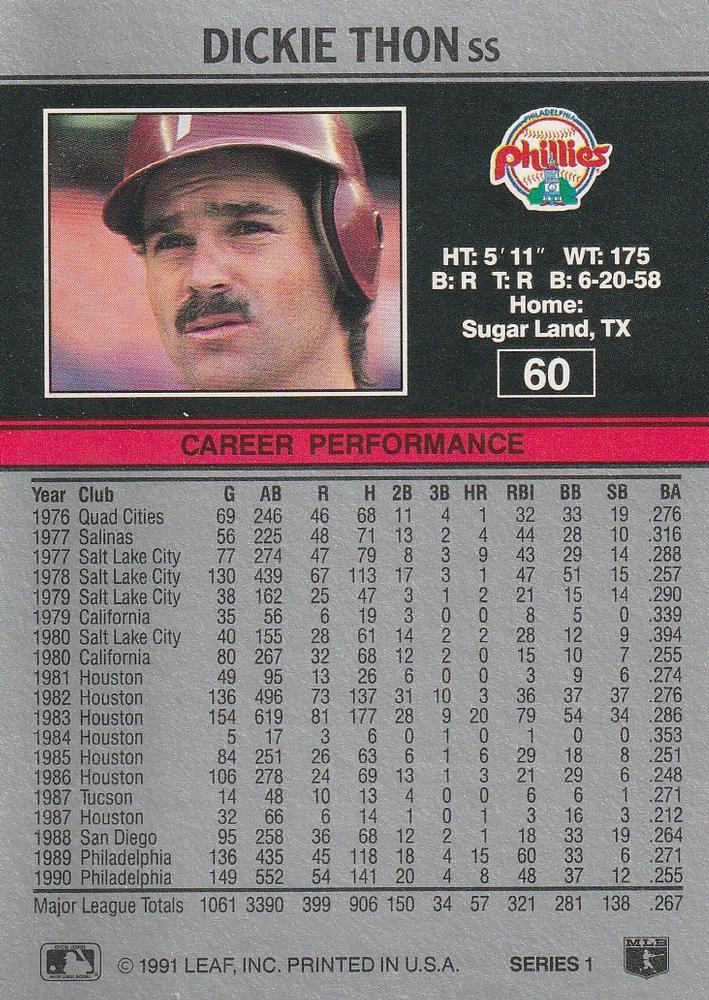 DICKIE THON SS
PHILADELPHIA
Phillies
HT: 5' 11" WT: 175
B: R T: R B: 6-20-58
Home:
Sugar Land, TX
60
CAREER PERFORMANCE
Year Club G AB R H 2B 3B HR RBI BB SB BA
1976 Quad Cities 69 246 46 68 11 4 1 32 33 19 .276
1977 Salinas 56 225 48 71 13 2 4 44 28 10 .316
1977 Salt Lake City 77 274 47 79 8 3 9 43 29 14 .288
1978 Salt Lake City 130 439 67 113 17 3 1 47 51 15 .257
1979 Salt Lake City 38 162 25 47 3 1 2 21 15 14 .290
1979 California 35 56 6 19 3 0 0 8 5 0 .339
1980 Salt Lake City 40 155 28 61 14 2 2 28 12 9 .394
1980 California 80 267 32 68 12 2 0 15 10 7 .255
1981 Houston 49 95 13 26 6 0 0 3 9 6 .274
1982 Houston 136 496 73 137 31 10 3 36 37 37 .276
1983 Houston 154 619 81 177 28 9 20 79 54 34 .286
1984 Houston 5 17 3 6 0 1 0 1 0 0 .353
1985 Houston 84 251 26 63 6 1 6 29 18 8 .251
1986 Houston 106 278 24 69 13 1 3 21 29 6 .248
1987 Tucson 14 48 10 13 4 0 0 6 6 1 .271
1987 Houston 32 66 6 14 1 0 1 3 16 3 .212
1988 San Diego 95 258 36 68 12 2 1 18 33 19 .264
1989 Philadelphia 136 435 45 118 18 4 15 60 33 6 .271
1990 Philadelphia 149 552 54 141 20 4 8 48 37 12 .255
Major League Totals 1061 3390 399 906 150 34 57 321 281 138 .267
© 1991 LEAF, INC. PRINTED IN U.S.A. SERIES 1
MLB